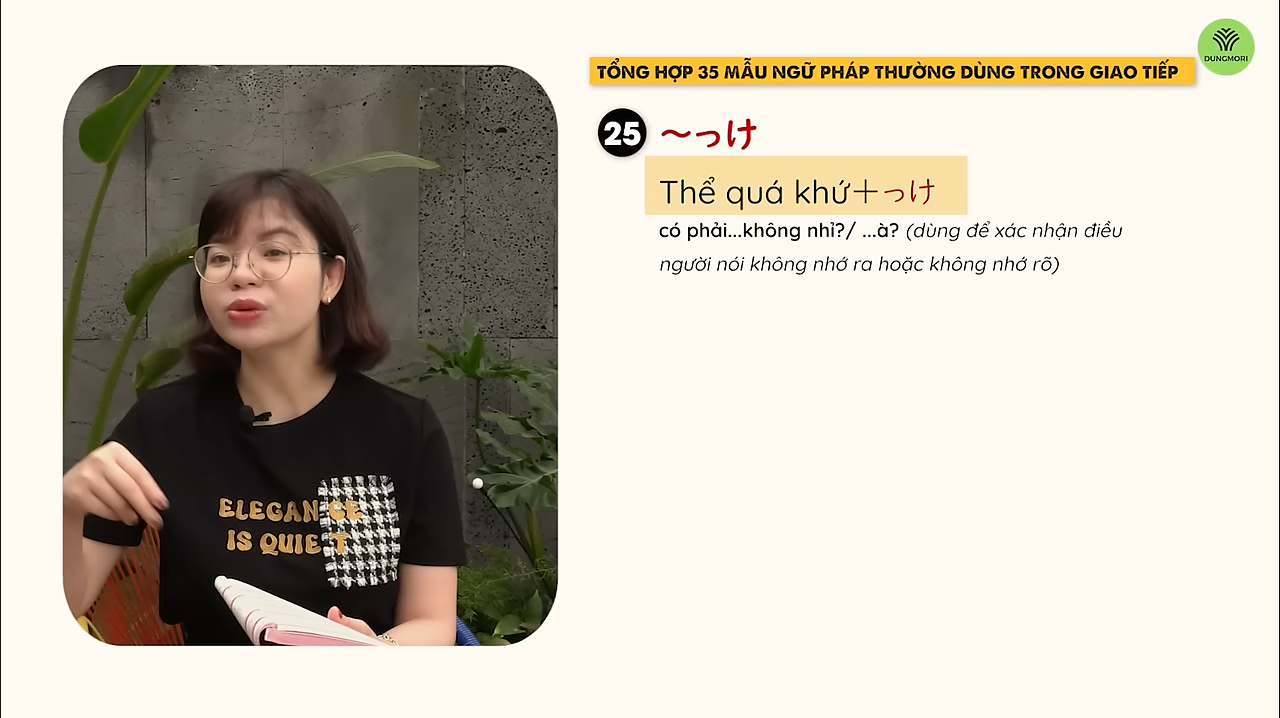 DUNGMORI
TỔNG HỢP 35 MẪU NGỮ PHÁP THƯỜNG DÙNG TRONG GIAO TIẾP
25 〜っけ
Thể quá khứ＋っけ
có phải...không nhỉ?/ ...à? (dùng để xác nhận điều
người nói không nhớ ra hoặc không nhớ rõ)
ELEGANCE
IS QUIET